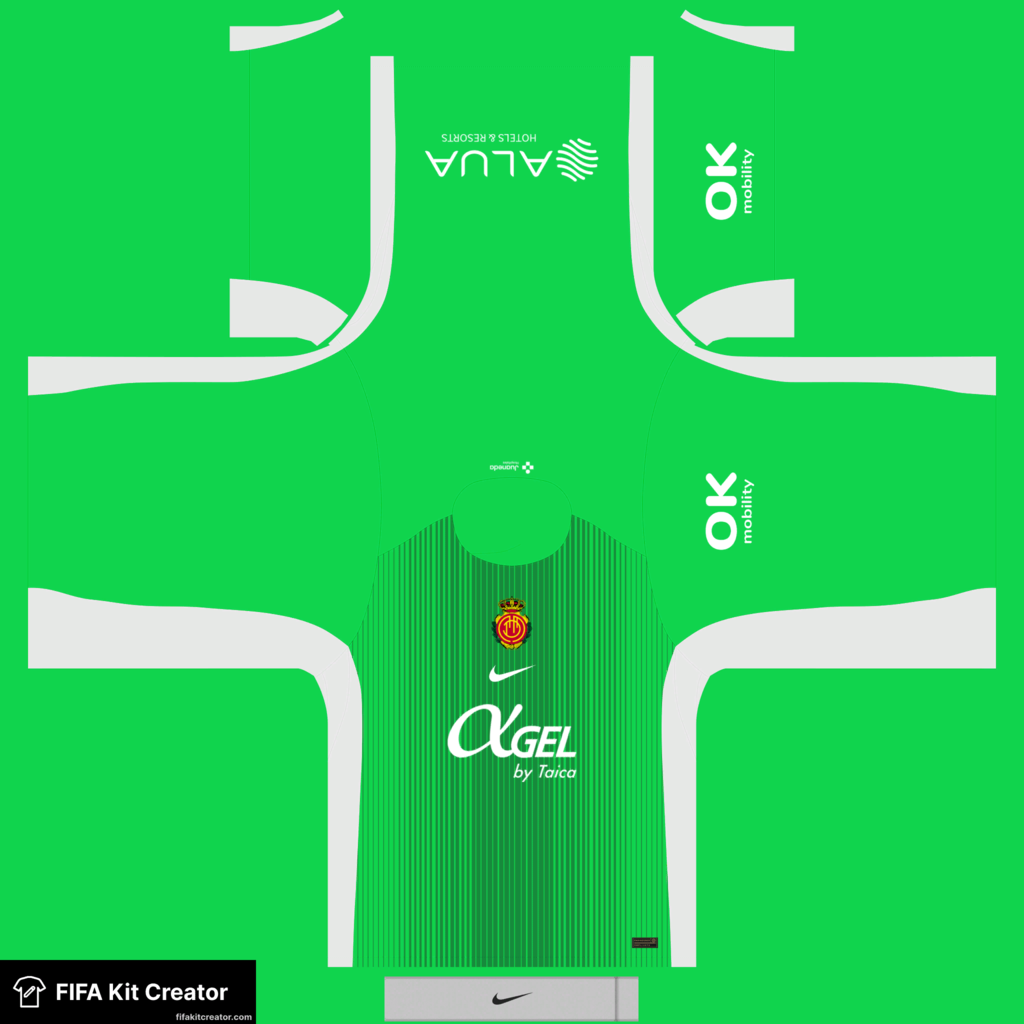 HOTELS & RESORTS
ALUA
OK
mobility
Juaneda
OK
mobility
αGEL
by Taica
FIFA Kit Creator
fifakitcreator.com